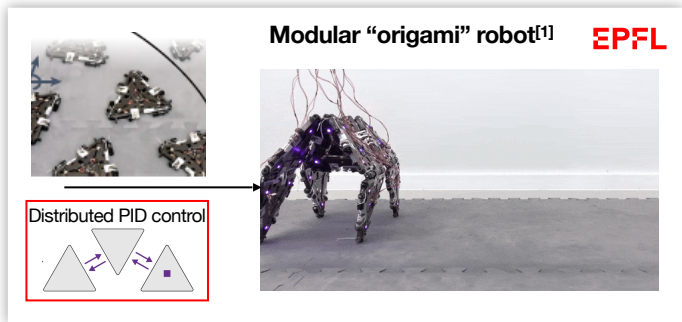 Modular “origami” robot[1]
EPFL
Distributed PID control